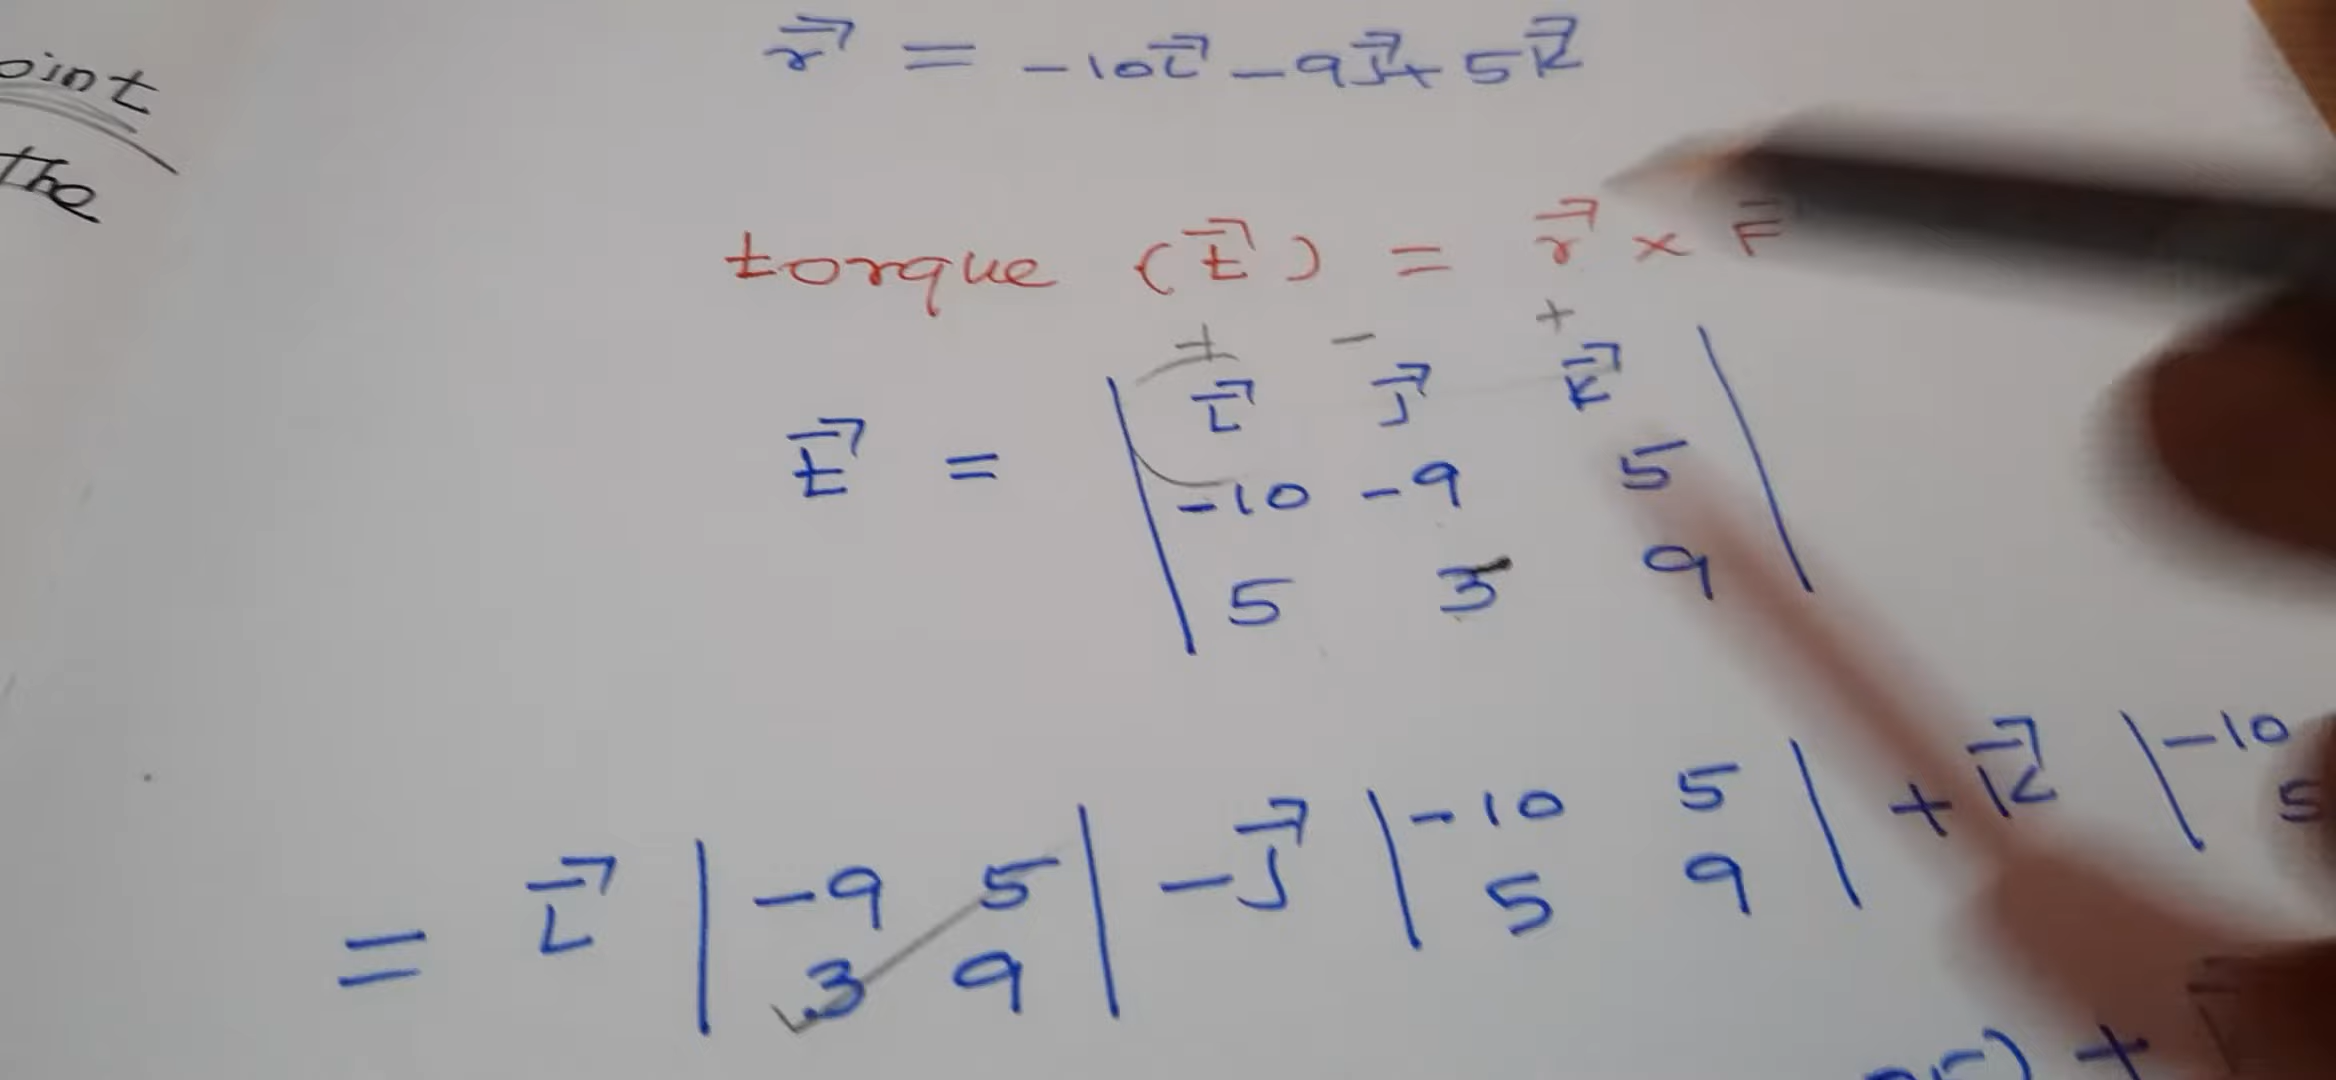 oint
the
r⃗ = -10i⃗ - 9j⃗ + 5k⃗
torque (t⃗) = r⃗ × F⃗
+ - +
i⃗ j⃗ k⃗
t⃗ = | -10 -9 5 |
5 3 9
= i⃗ | -9 5 | - j⃗ | -10 5 | + k⃗ | -10
3 9 5 9 5
) +